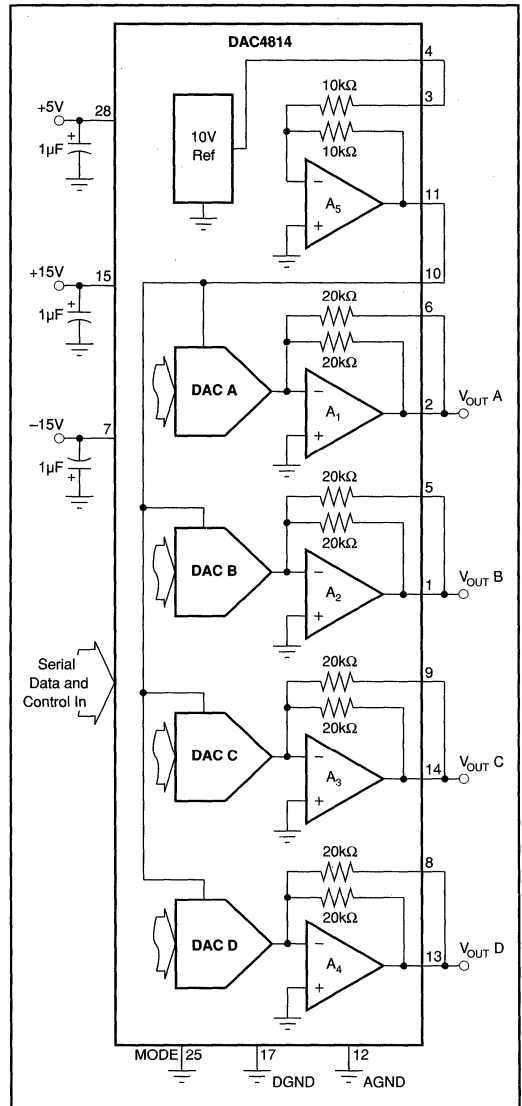 DAC4814
4
+5V
28
1µF
+
10V
Ref
10kΩ
3
10kΩ
–
A5
+
11
+15V
15
1µF
+
10
20kΩ
6
20kΩ
DAC A
–
A1
+
2
VOUT A
–15V
7
1µF
+
20kΩ
5
20kΩ
DAC B
–
A2
+
1
VOUT B
Serial
Data and
Control In
20kΩ
9
20kΩ
DAC C
–
A3
+
14
VOUT C
20kΩ
8
20kΩ
DAC D
–
A4
+
13
VOUT D
MODE 25
17
DGND
12
AGND